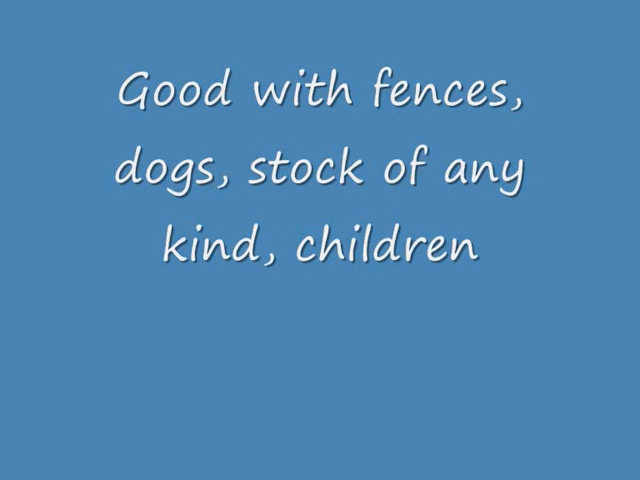 Good with fences,
dogs, stock of any
kind, children